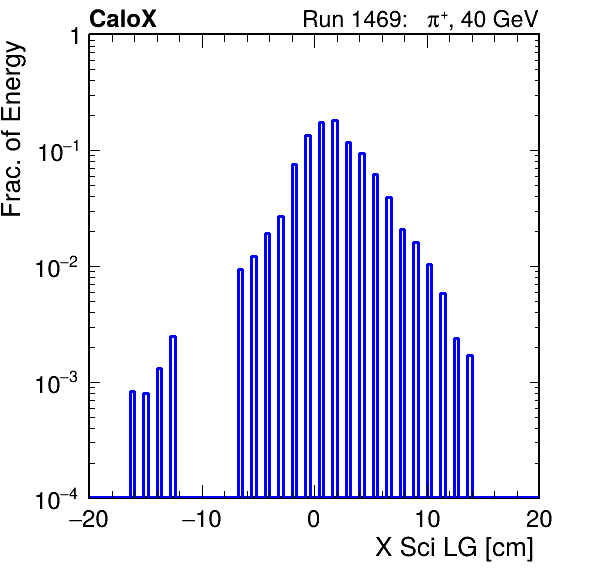 CaloX Run 1469: π⁺, 40 GeV
Frac. of Energy
1
10⁻¹
10⁻²
10⁻³
10⁻⁴
−20 −10 0 10 20
X Sci LG [cm]